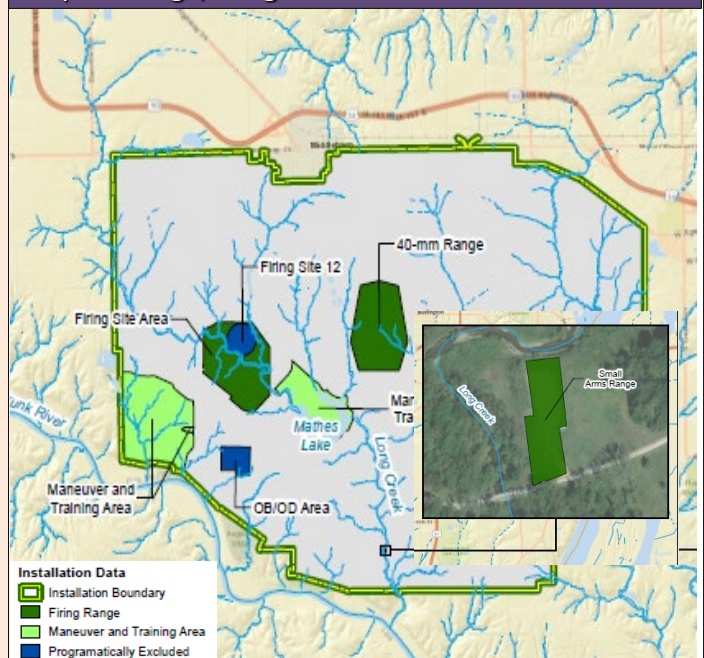 Firing Site 12
40-mm Range
Firing Site Area
Mathes
Lake
Long Creek
Maneuver and
Training Area
OB/OD Area
Long Creek
Small
Arms Range
Installation Data
Installation Boundary
Firing Range
Maneuver and Training Area
Programatically Excluded